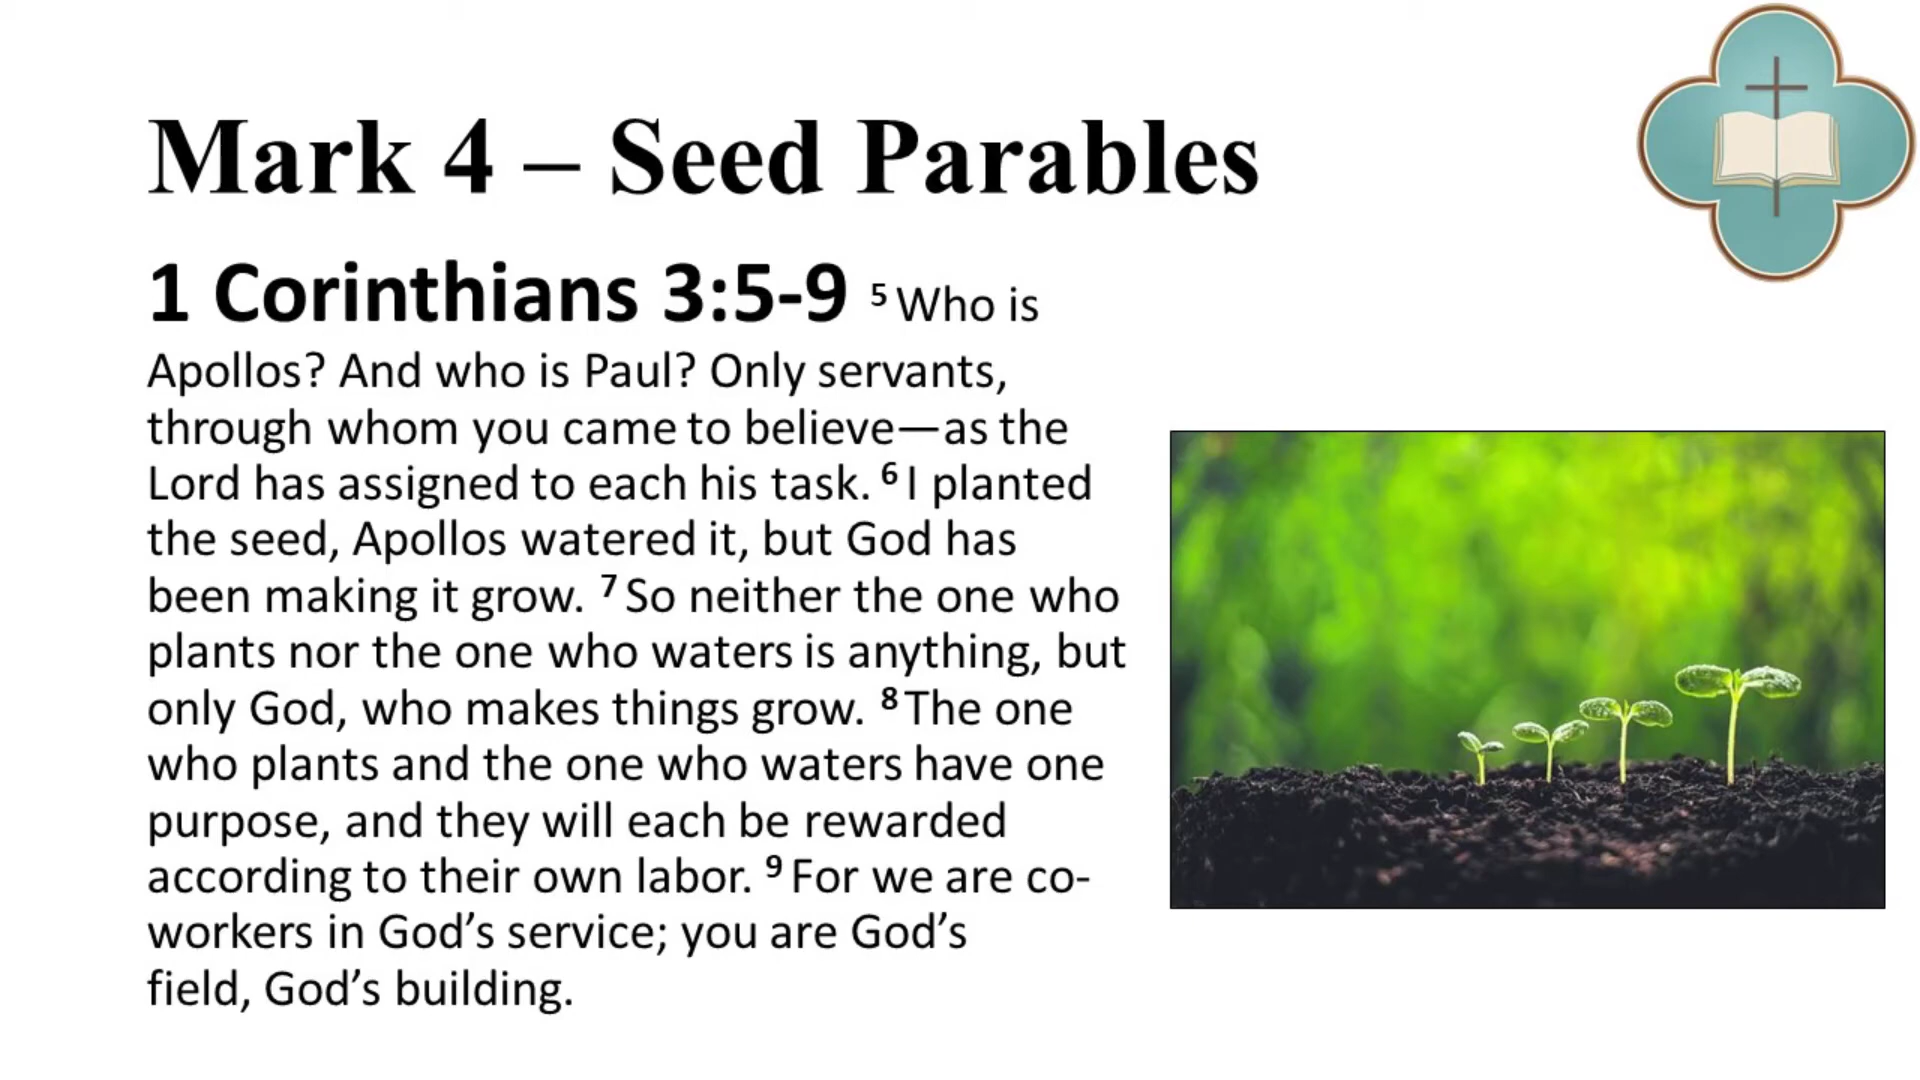 Mark 4 – Seed Parables
1 Corinthians 3:5-9 ⁵ Who is
Apollos? And who is Paul? Only servants,
through whom you came to believe—as the
Lord has assigned to each his task. ⁶ I planted
the seed, Apollos watered it, but God has
been making it grow. ⁷ So neither the one who
plants nor the one who waters is anything, but
only God, who makes things grow. ⁸ The one
who plants and the one who waters have one
purpose, and they will each be rewarded
according to their own labor. ⁹ For we are co-
workers in God’s service; you are God’s
field, God’s building.